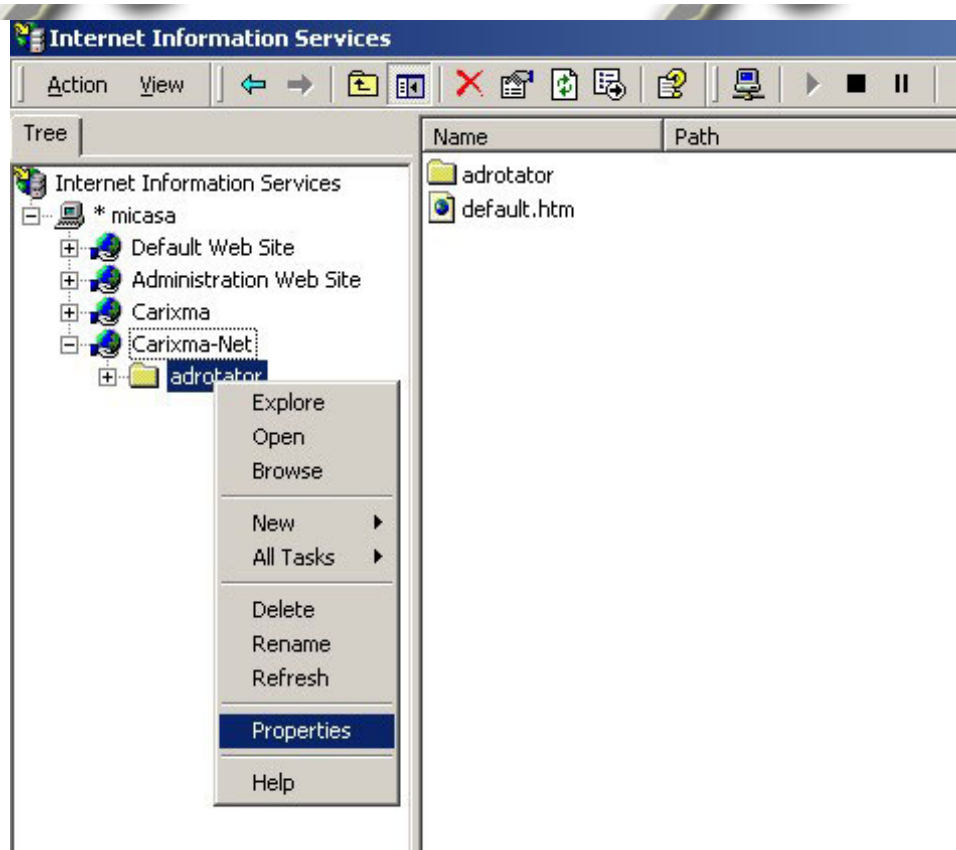 Internet Information Services
Action View
Tree
Name Path
Internet Information Services
* micasa
Default Web Site
Administration Web Site
Carixma
Carixma-Net
adrotator
adrotator
default.htm
Explore
Open
Browse
New
All Tasks
Delete
Rename
Refresh
Properties
Help